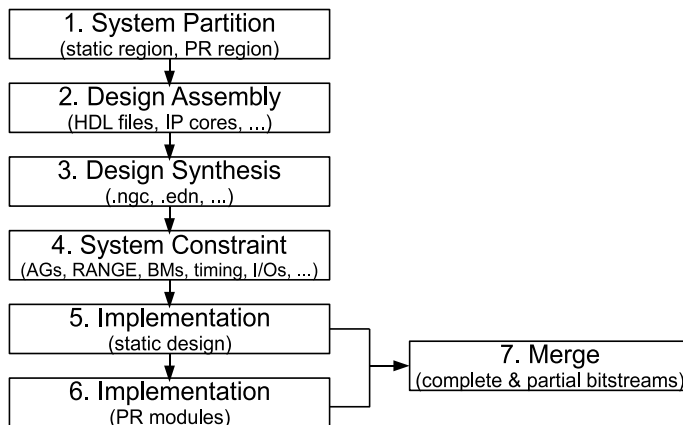 1. System Partition
(static region, PR region)
2. Design Assembly
(HDL files, IP cores, ...)
3. Design Synthesis
(.ngc, .edn, ...)
4. System Constraint
(AGs, RANGE, BMs, timing, I/Os, ...)
5. Implementation
(static design)
6. Implementation
(PR modules)
7. Merge
(complete & partial bitstreams)